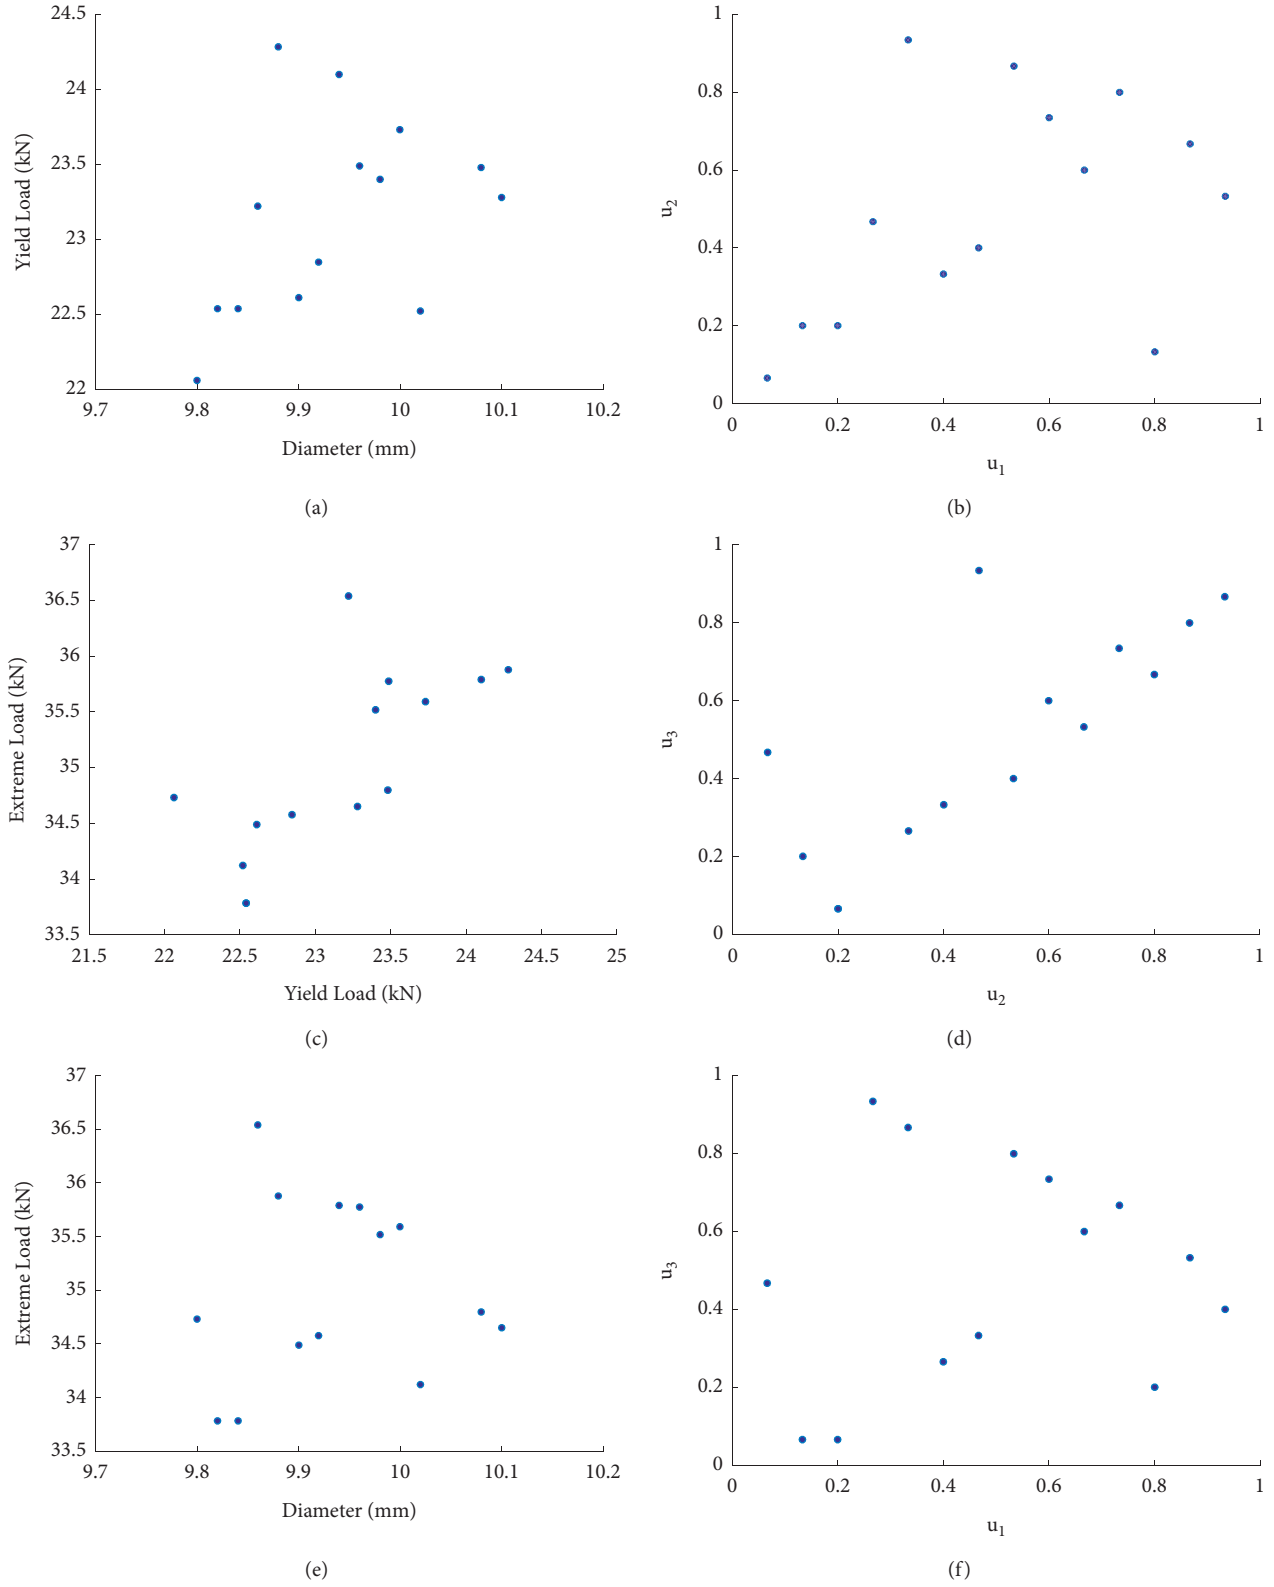 24.5
24
23.5
23
22.5
22
Yield Load (kN)
9.7 9.8 9.9 10 10.1 10.2
Diameter (mm)
(a)
1
0.8
0.6
0.4
0.2
0
u2
0 0.2 0.4 0.6 0.8 1
u1
(b)
37
36.5
36
35.5
35
34.5
34
33.5
Extreme Load (kN)
21.5 22 22.5 23 23.5 24 24.5 25
Yield Load (kN)
(c)
1
0.8
0.6
0.4
0.2
0
u3
0 0.2 0.4 0.6 0.8 1
u2
(d)
37
36.5
36
35.5
35
34.5
34
33.5
Extreme Load (kN)
9.7 9.8 9.9 10 10.1 10.2
Diameter (mm)
(e)
1
0.8
0.6
0.4
0.2
0
u3
0 0.2 0.4 0.6 0.8 1
u1
(f)